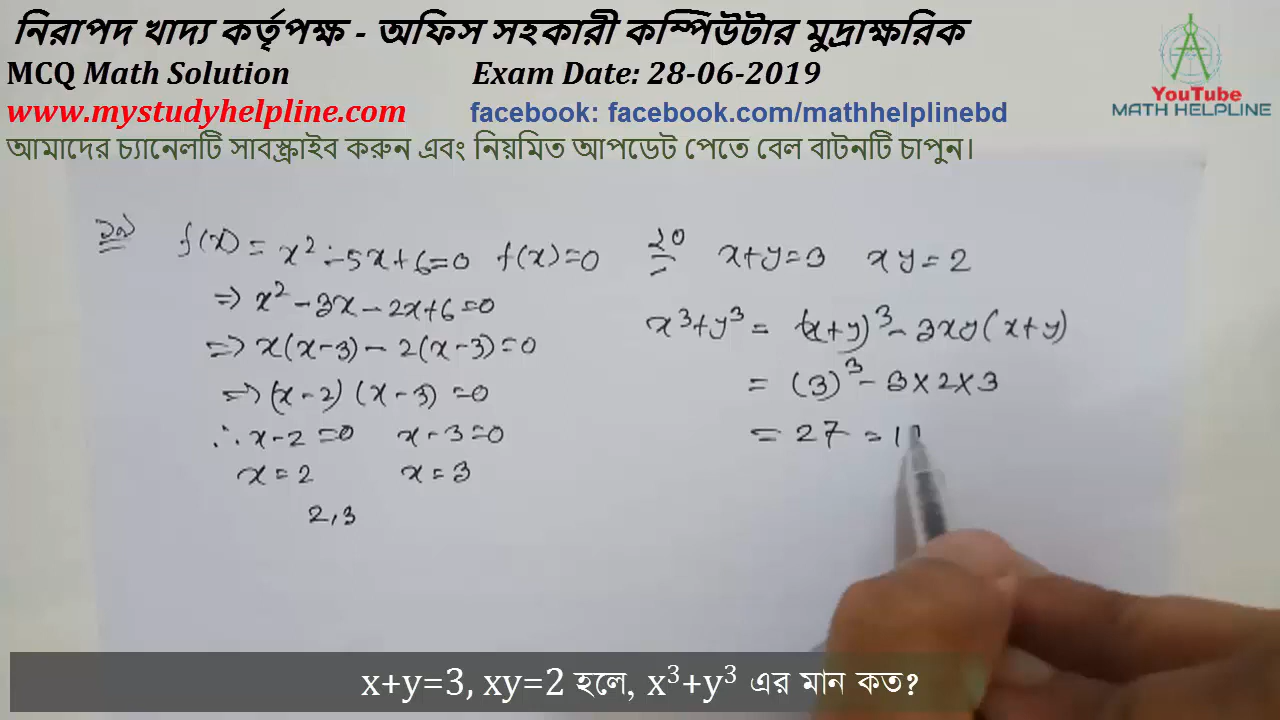 নিরাপদ খাদ্য কর্তৃপক্ষ - অফিস সহকারী কম্পিউটার মুদ্রাক্ষরিক
MCQ Math Solution Exam Date: 28-06-2019
www.mystudyhelpline.com facebook: facebook.com/mathhelplinebd
YouTube
MATH HELPLINE
আমাদের চ্যানেলটি সাবস্ক্রাইব করুন এবং নিয়মিত আপডেট পেতে বেল বাটনটি চাপুন।
১৯ f(x) = x² - 5x + 6 = 0 f(x) = 0
⇒ x² - 3x - 2x + 6 = 0
⇒ x(x-3) - 2(x-3) = 0
⇒ (x-2) (x-3) = 0
∴ x - 2 = 0 x - 3 = 0
x = 2 x = 3
2, 3
২০ x+y = 3 xy = 2
x³+y³ = (x+y)³ - 3xy(x+y)
= (3)³ - 3×2×3
= 27 =
x+y=3, xy=2 হলে, x³+y³ এর মান কত?